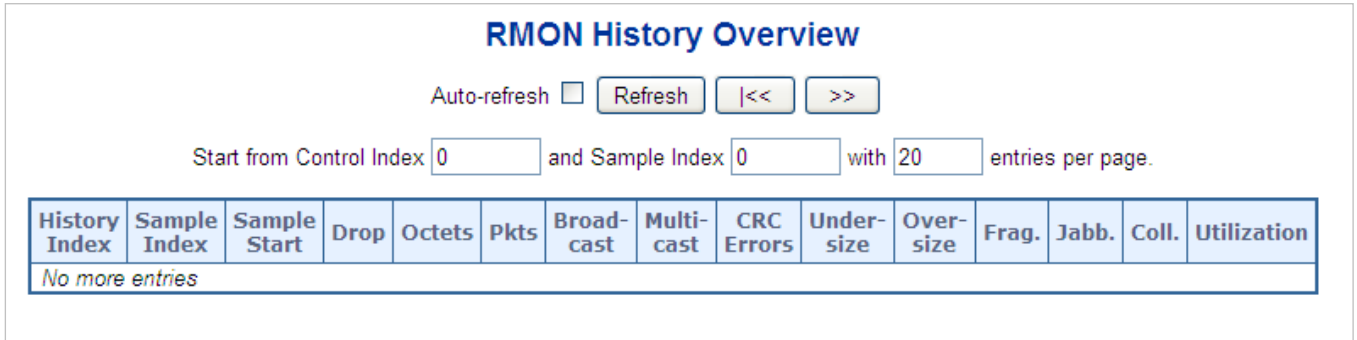 RMON History Overview
Auto-refresh Refresh |<< >>
Start from Control Index 0 and Sample Index 0 with 20 entries per page.
History Index Sample Index Sample Start Drop Octets Pkts Broad-cast Multi-cast CRC Errors Under-size Over-size Frag. Jabb. Coll. Utilization
No more entries